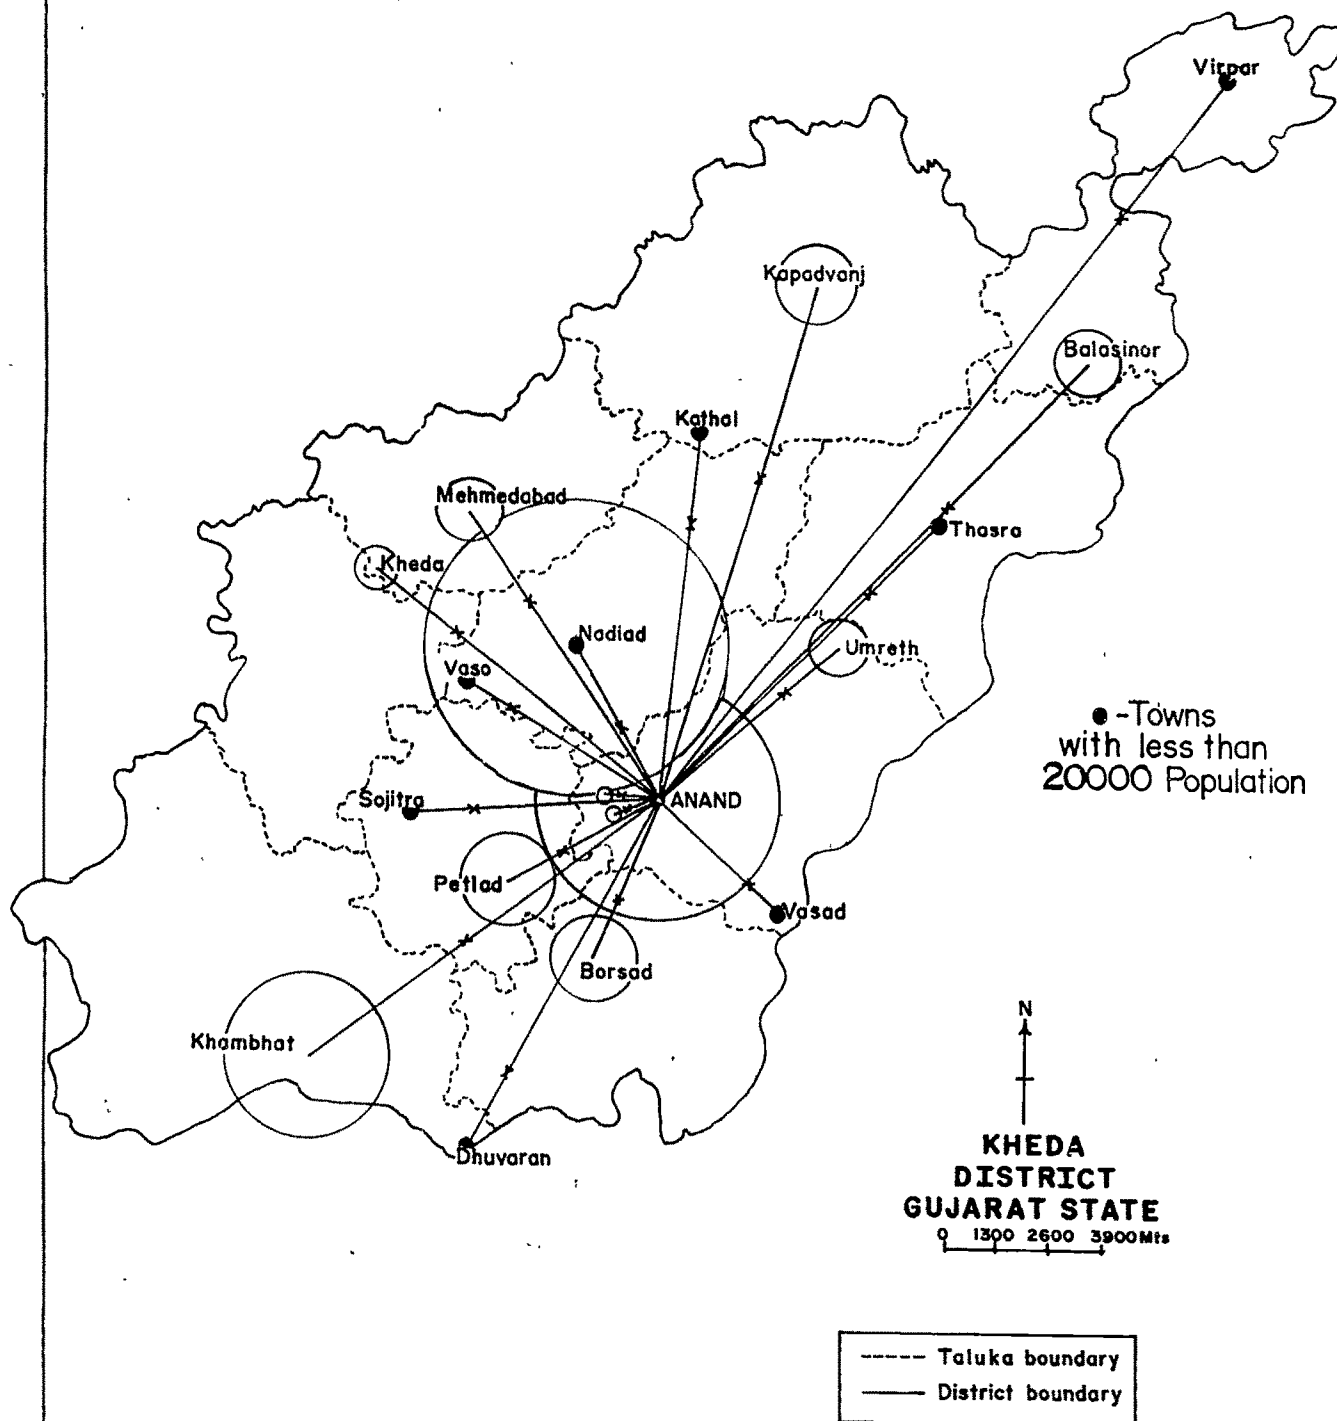 Virpar
Kapadvanj
Balasinor
Kathal
Mehmedabad
Thasra
Kheda
Nadiad
Umreth
Vaso
●-Towns
with less than
20000 Population
Sojitra
ANAND
Petlad
Vasad
Borsad
Khambhat
N
Dhuvaran
KHEDA
DISTRICT
GUJARAT STATE
0 1300 2600 3900Mts
Taluka boundary
District boundary